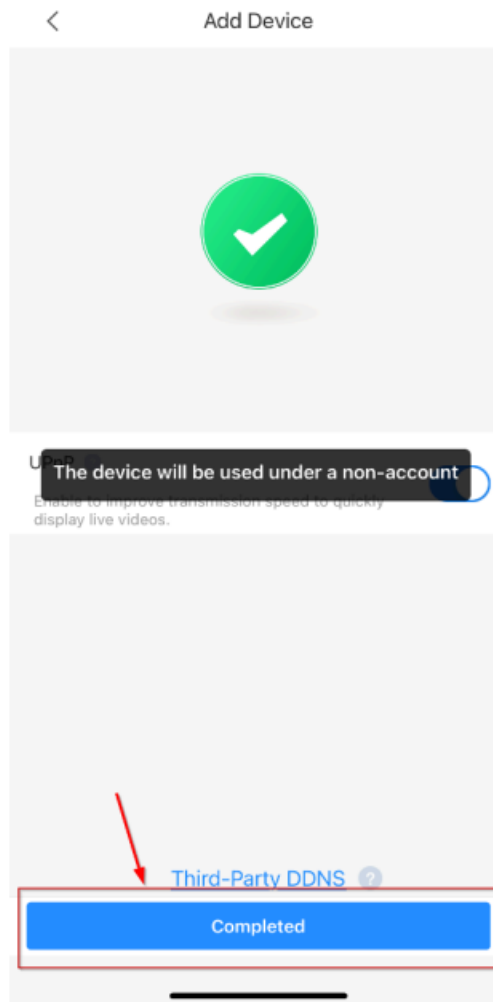 Add Device
UPnP
The device will be used under a non-account
Enable to improve transmission speed to quickly
display live videos.
Third-Party DDNS ?
Completed